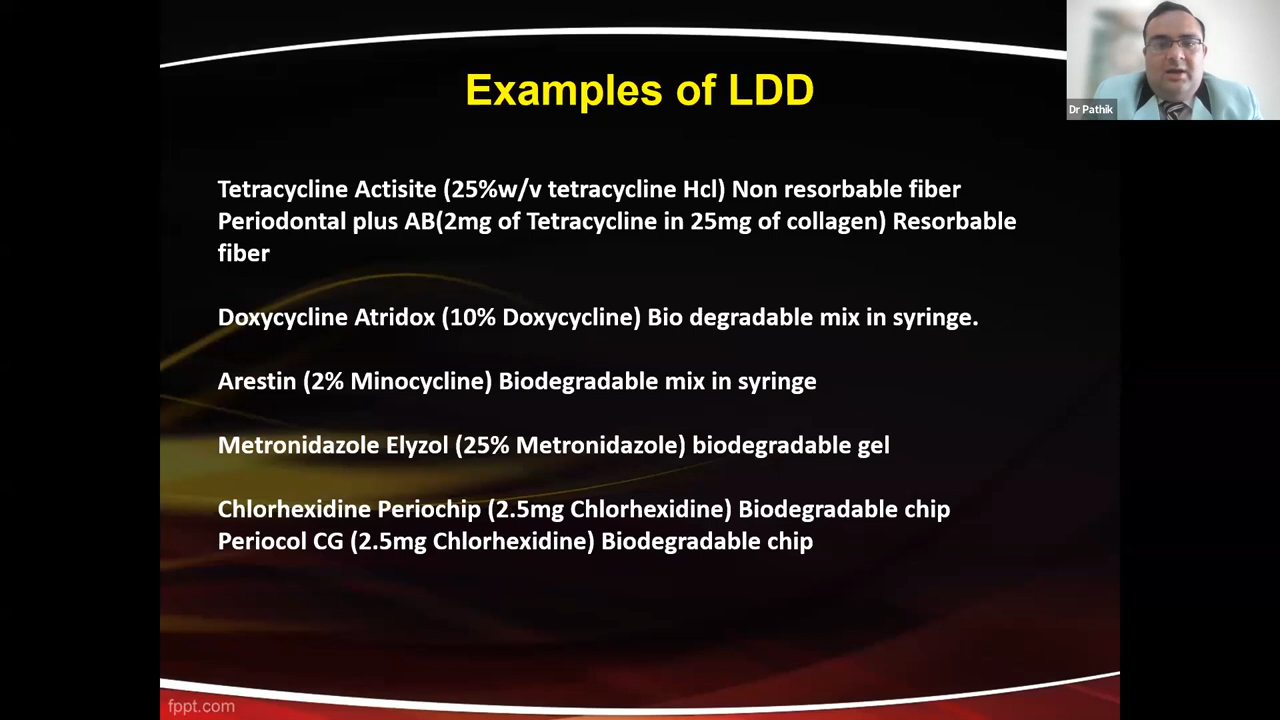 Examples of LDD
Dr Pathik
Tetracycline Actisite (25%w/v tetracycline Hcl) Non resorbable fiber
Periodontal plus AB(2mg of Tetracycline in 25mg of collagen) Resorbable
fiber
Doxycycline Atridox (10% Doxycycline) Bio degradable mix in syringe.
Arestin (2% Minocycline) Biodegradable mix in syringe
Metronidazole Elyzol (25% Metronidazole) biodegradable gel
Chlorhexidine Periochip (2.5mg Chlorhexidine) Biodegradable chip
Periocol CG (2.5mg Chlorhexidine) Biodegradable chip
fppt.com